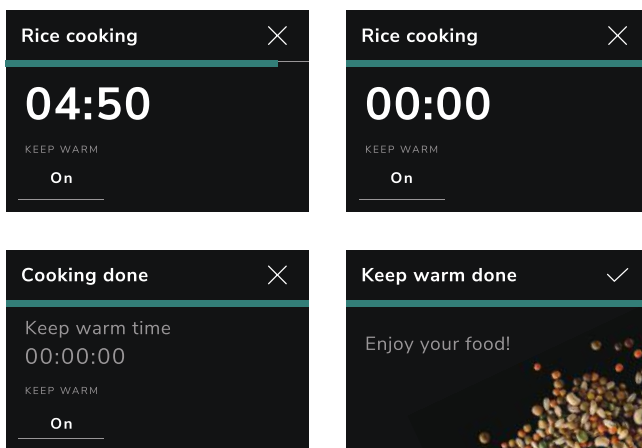 Rice cooking
04:50
KEEP WARM
On
Rice cooking
00:00
KEEP WARM
On
Cooking done
Keep warm time
00:00:00
KEEP WARM
On
Keep warm done
Enjoy your food!